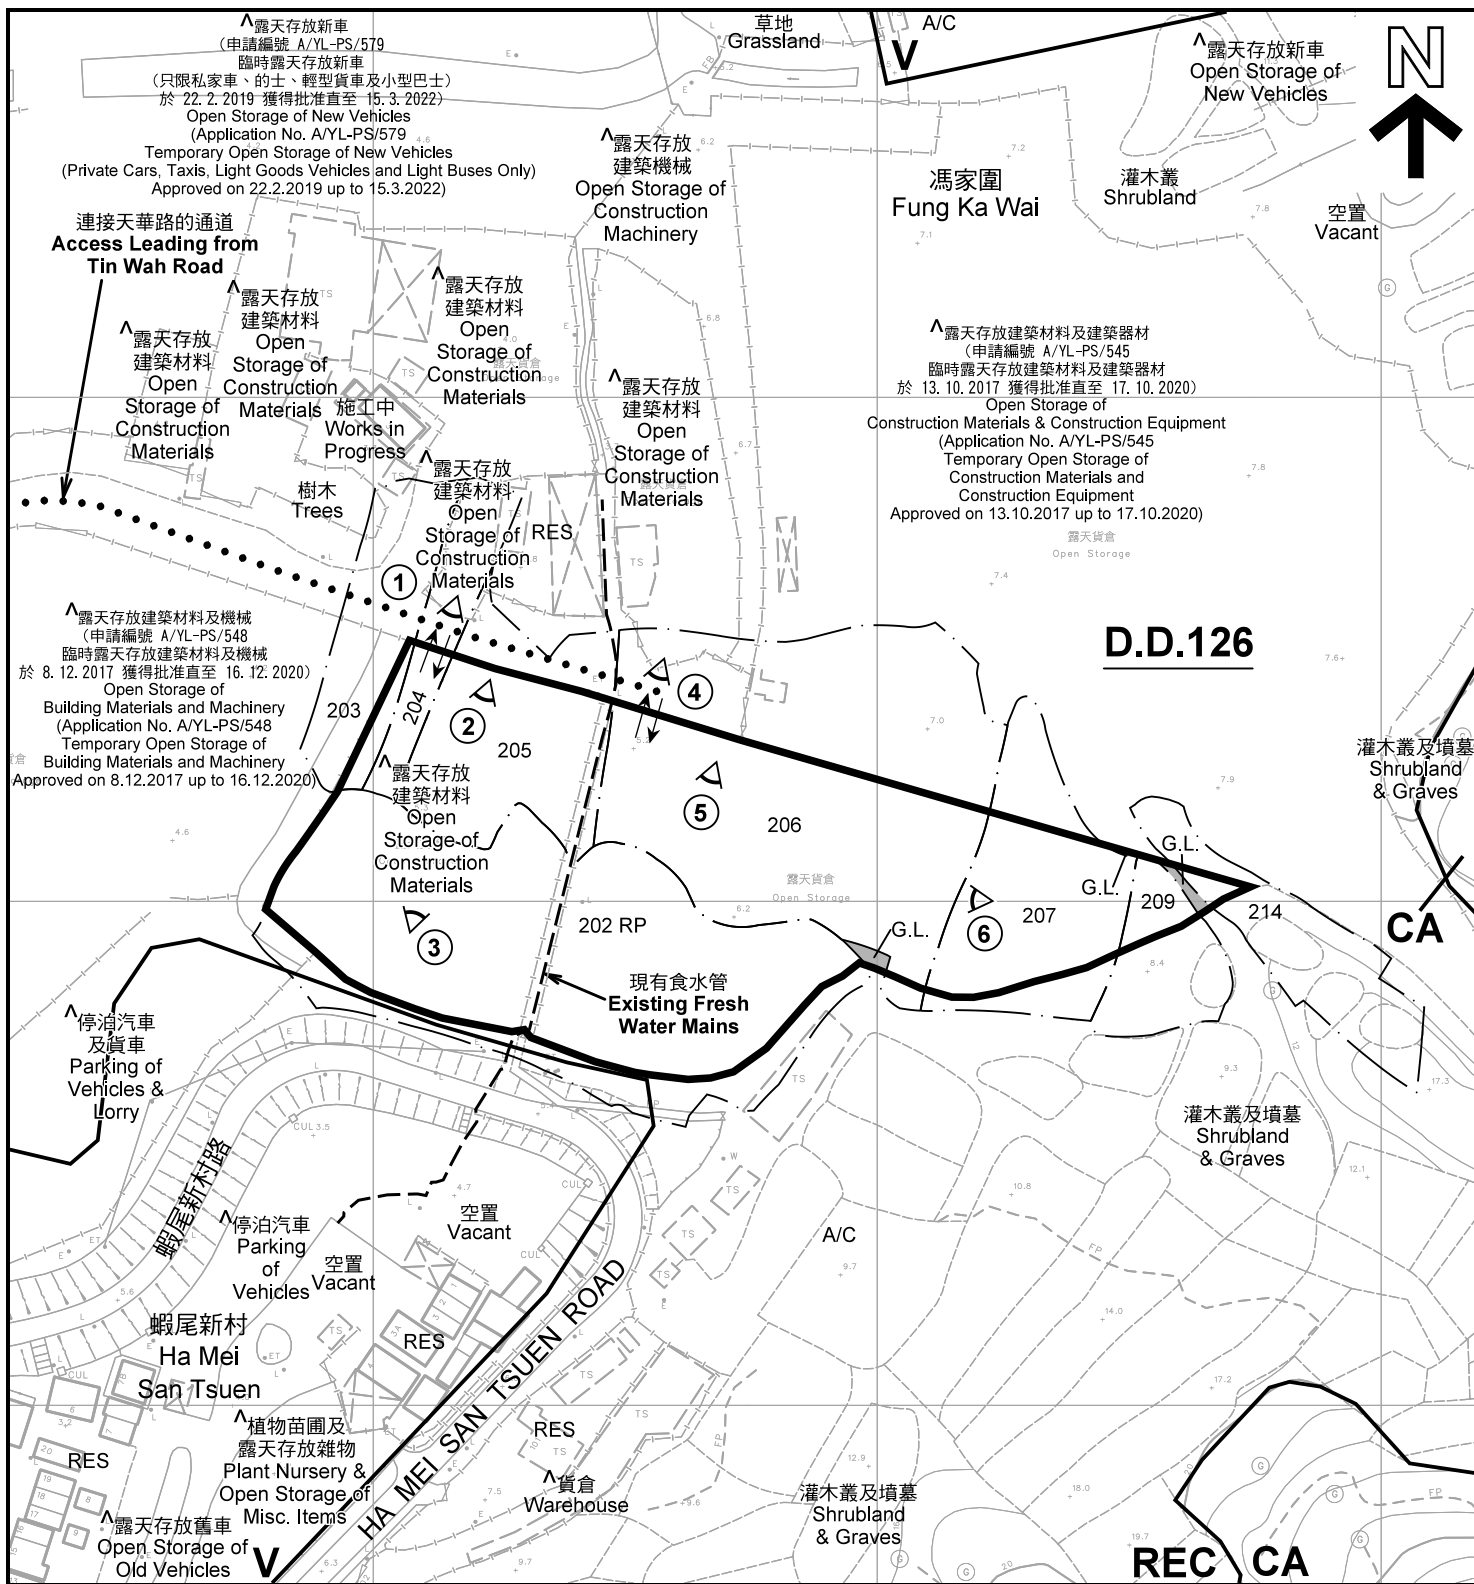 ^露天存放新車
(申請編號 A/YL-PS/579
臨時露天存放新車
(只限私家車、的士、輕型貨車及小型巴士)
於 22.2.2019 獲得批准直至 15.3.2022)
Open Storage of New Vehicles
(Application No. A/YL-PS/579
Temporary Open Storage of New Vehicles
(Private Cars, Taxis, Light Goods Vehicles and Light Buses Only)
Approved on 22.2.2019 up to 15.3.2022)
草地
Grassland
A/C
V
^露天存放新車
Open Storage of
New Vehicles
N
^露天存放
建築機械
Open Storage of
Construction
Machinery
馮家圍
Fung Ka Wai
灌木叢
Shrubland
空置
Vacant
連接天華路的通道
Access Leading from
Tin Wah Road
^露天存放
建築材料
Open
Storage of
Construction
Materials
^露天存放
建築材料
Open
Storage of
Construction
Materials
^露天存放
建築材料
Open
Storage of
Construction
Materials
施工中
Works in
Progress
樹木
Trees
^露天存放
建築材料
Open
Storage of
Construction
Materials
RES
^露天存放
建築材料
Open
Storage of
Construction
Materials
^露天存放建築材料及建築器材
(申請編號 A/YL-PS/545
臨時露天存放建築材料及建築器材
於 13.10.2017 獲得批准直至 17.10.2020)
Open Storage of
Construction Materials & Construction Equipment
(Application No. A/YL-PS/545
Temporary Open Storage of
Construction Materials and
Construction Equipment
Approved on 13.10.2017 up to 17.10.2020)
露天貨倉
Open Storage
D.D.126
^露天存放建築材料及機械
(申請編號 A/YL-PS/548
臨時露天存放建築材料及機械
於 8.12.2017 獲得批准直至 16.12.2020)
Open Storage of
Building Materials and Machinery
(Application No. A/YL-PS/548
Temporary Open Storage of
Building Materials and Machinery
Approved on 8.12.2017 up to 16.12.2020)
1
2
3
4
5
6
203
204
205
206
207
209
214
202 RP
G.L.
G.L.
G.L.
^露天存放
建築材料
Open
Storage of
Construction
Materials
露天貨倉
Open Storage
現有食水管
Existing Fresh
Water Mains
灌木叢及墳墓
Shrubland
& Graves
CA
^停泊汽車
及貨車
Parking of
Vehicles &
Lorry
蝦尾新村路
^停泊汽車
Parking
of
Vehicles
空置
Vacant
空置
Vacant
灌木叢及墳墓
Shrubland
& Graves
A/C
蝦尾新村
Ha Mei
San Tsuen
RES
RES
HA MEI SAN TSUEN ROAD
^植物苗圃及
露天存放雜物
Plant Nursery &
Open Storage of
Misc. Items
^露天存放舊車
Open Storage of
Old Vehicles
V
RES
^貨倉
Warehouse
灌木叢及墳墓
Shrubland
& Graves
REC
CA